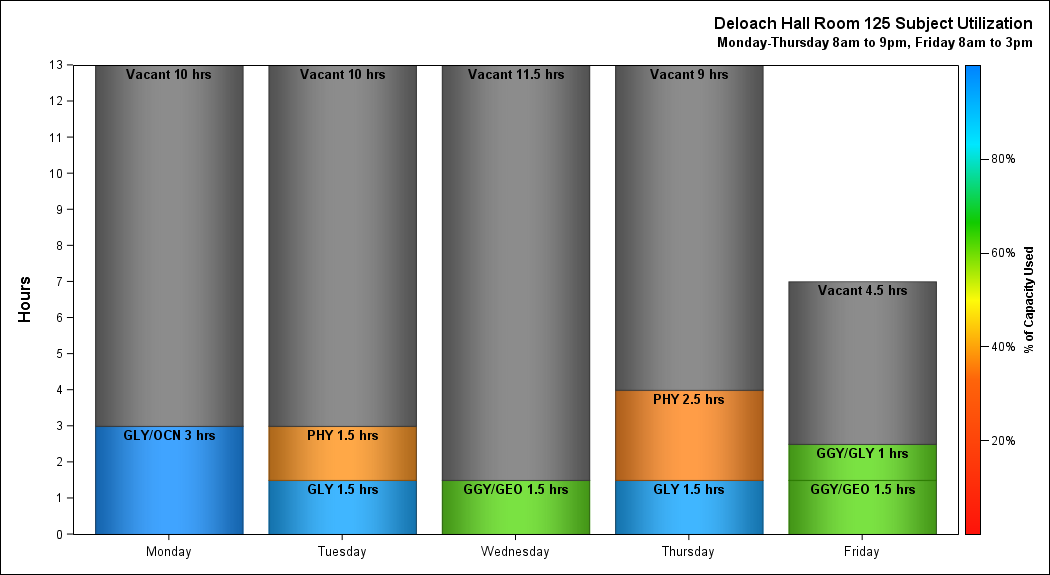 Deloach Hall Room 125 Subject Utilization
Monday-Thursday 8am to 9pm, Friday 8am to 3pm
Hours
13
12
11
10
9
8
7
6
5
4
3
2
1
0
Vacant 10 hrs
GLY/OCN 3 hrs
Monday
Vacant 10 hrs
PHY 1.5 hrs
GLY 1.5 hrs
Tuesday
Vacant 11.5 hrs
GGY/GEO 1.5 hrs
Wednesday
Vacant 9 hrs
PHY 2.5 hrs
GLY 1.5 hrs
Thursday
Vacant 4.5 hrs
GGY/GLY 1 hrs
GGY/GEO 1.5 hrs
Friday
80%
60%
40%
20%
% of Capacity Used